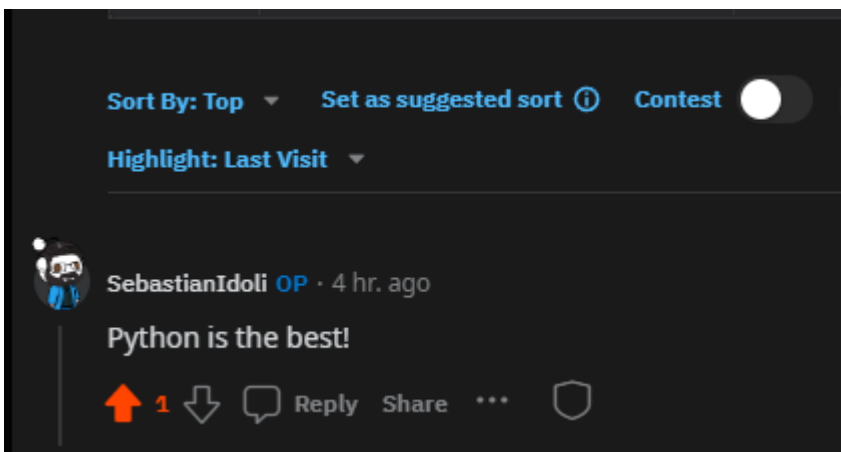 Sort By: Top Set as suggested sort Contest
Highlight: Last Visit
SebastianIdoli OP · 4 hr. ago
Python is the best!
1 Reply Share ...